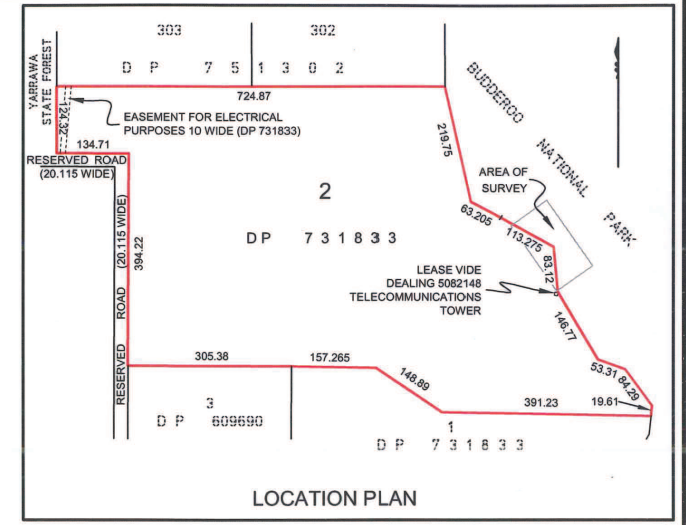 303
302
D P 7 5 1 3 0 2
YARRAWA
STATE FOREST
BUDDEROO
NATIONAL
PARK
724.87
124.32
EASEMENT FOR ELECTRICAL
PURPOSES 10 WIDE (DP 731833)
134.71
RESERVED ROAD
(20.115 WIDE)
219.75
AREA OF
SURVEY
2
D P 7 3 1 8 3 3
63.205
113.275
83.12
RESERVED ROAD (20.115 WIDE)
394.22
LEASE VIDE
DEALING 5082148
TELECOMMUNICATIONS
TOWER
146.77
305.38
157.265
148.89
53.31
84.29
391.23
19.61
3
D P 609690
1
D P 7 3 1 8 3 3
LOCATION PLAN